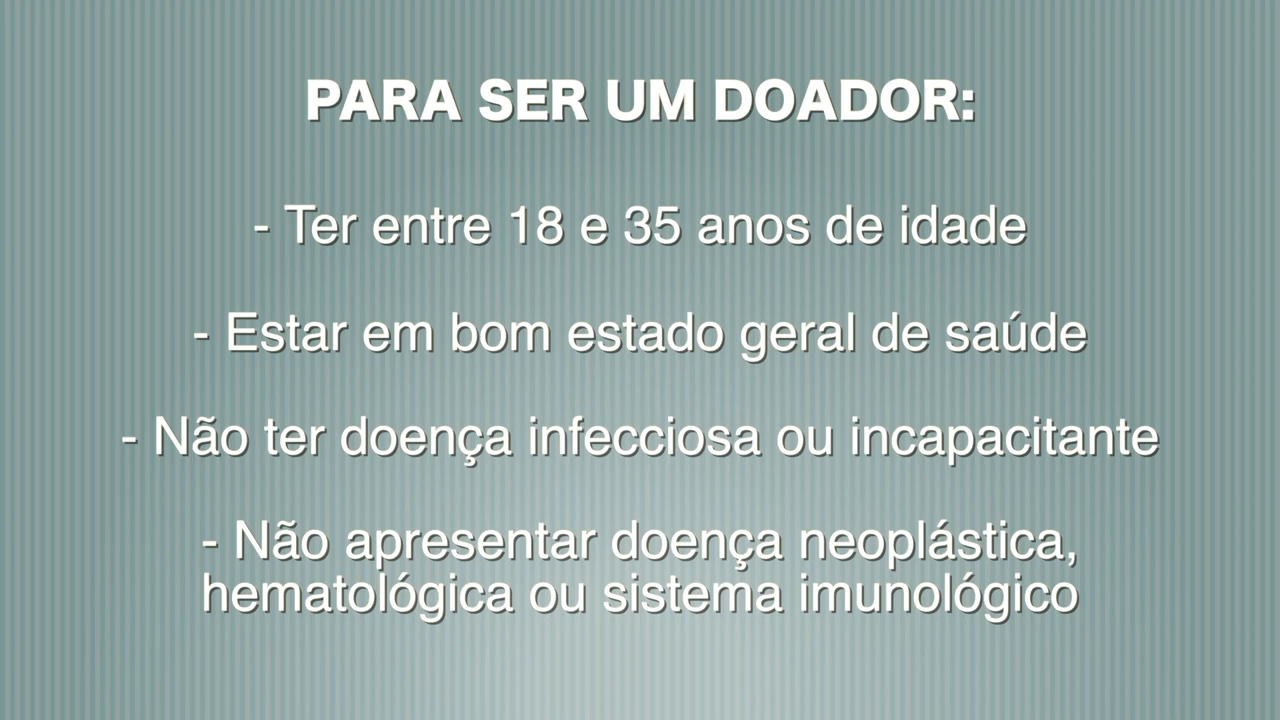 PARA SER UM DOADOR:
- Ter entre 18 e 35 anos de idade
- Estar em bom estado geral de saúde
- Não ter doença infecciosa ou incapacitante
- Não apresentar doença neoplástica,
hematológica ou sistema imunológico